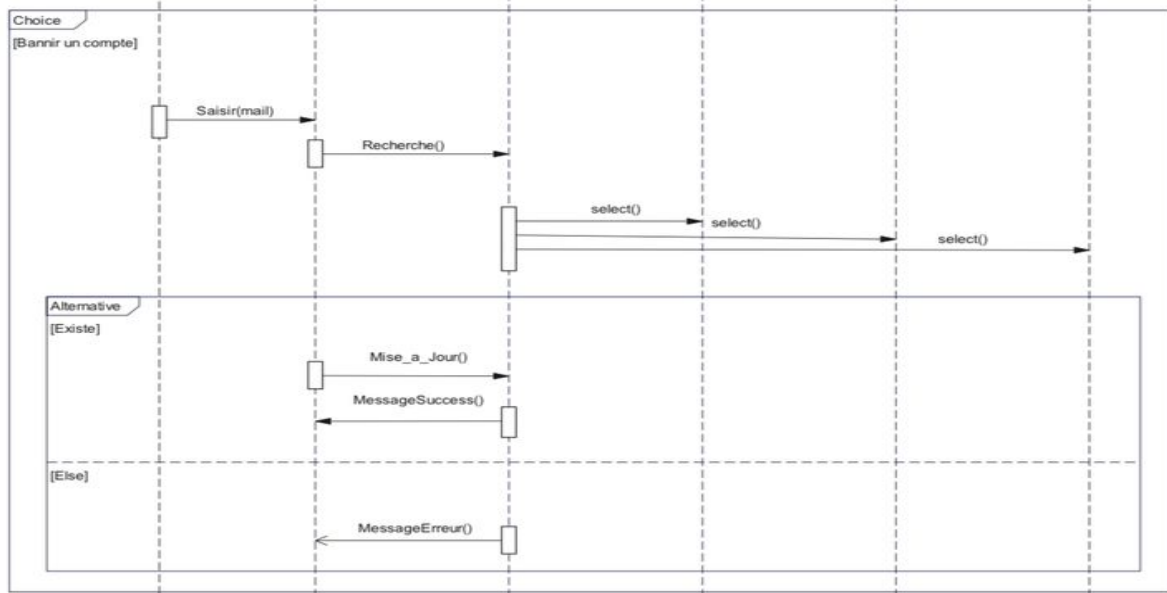 Choice
[Bannir un compte]
Saisir(mail)
Recherche()
select()
select()
select()
Alternative
[Existe]
Mise_a_Jour()
MessageSuccess()
[Else]
MessageErreur()